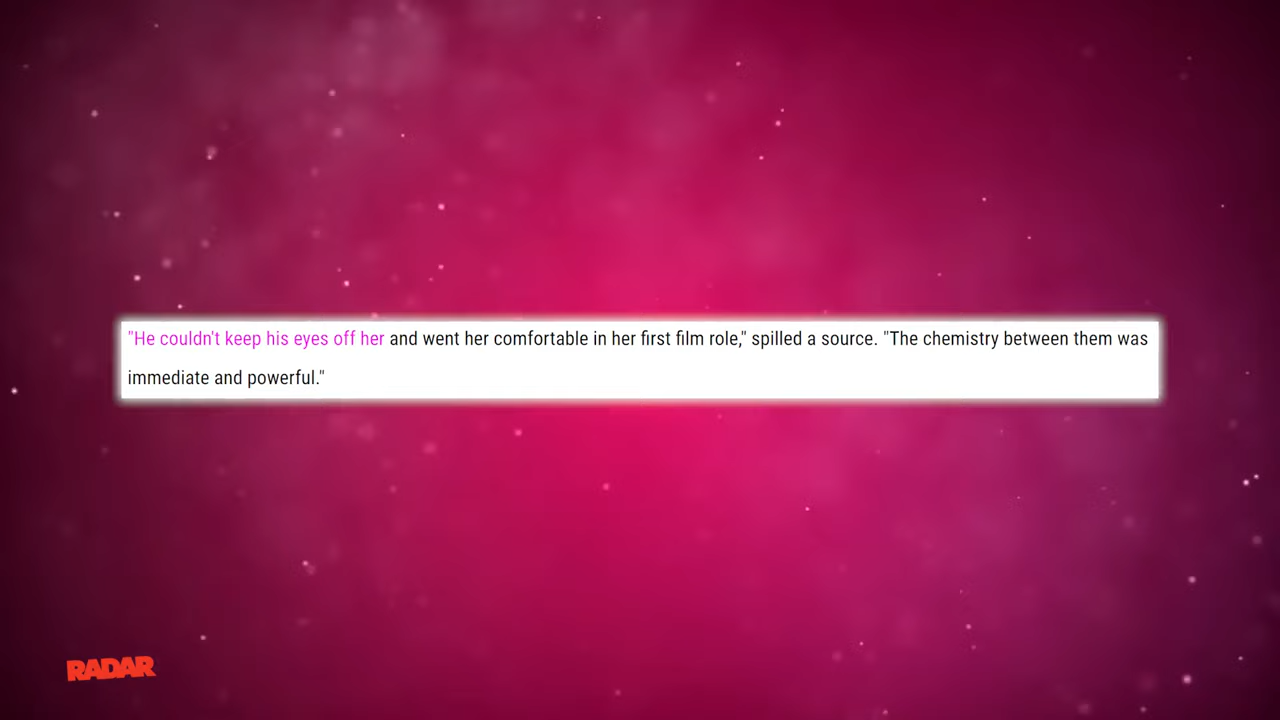 "He couldn't keep his eyes off her and went her comfortable in her first film role," spilled a source. "The chemistry between them was
immediate and powerful."
RADAR